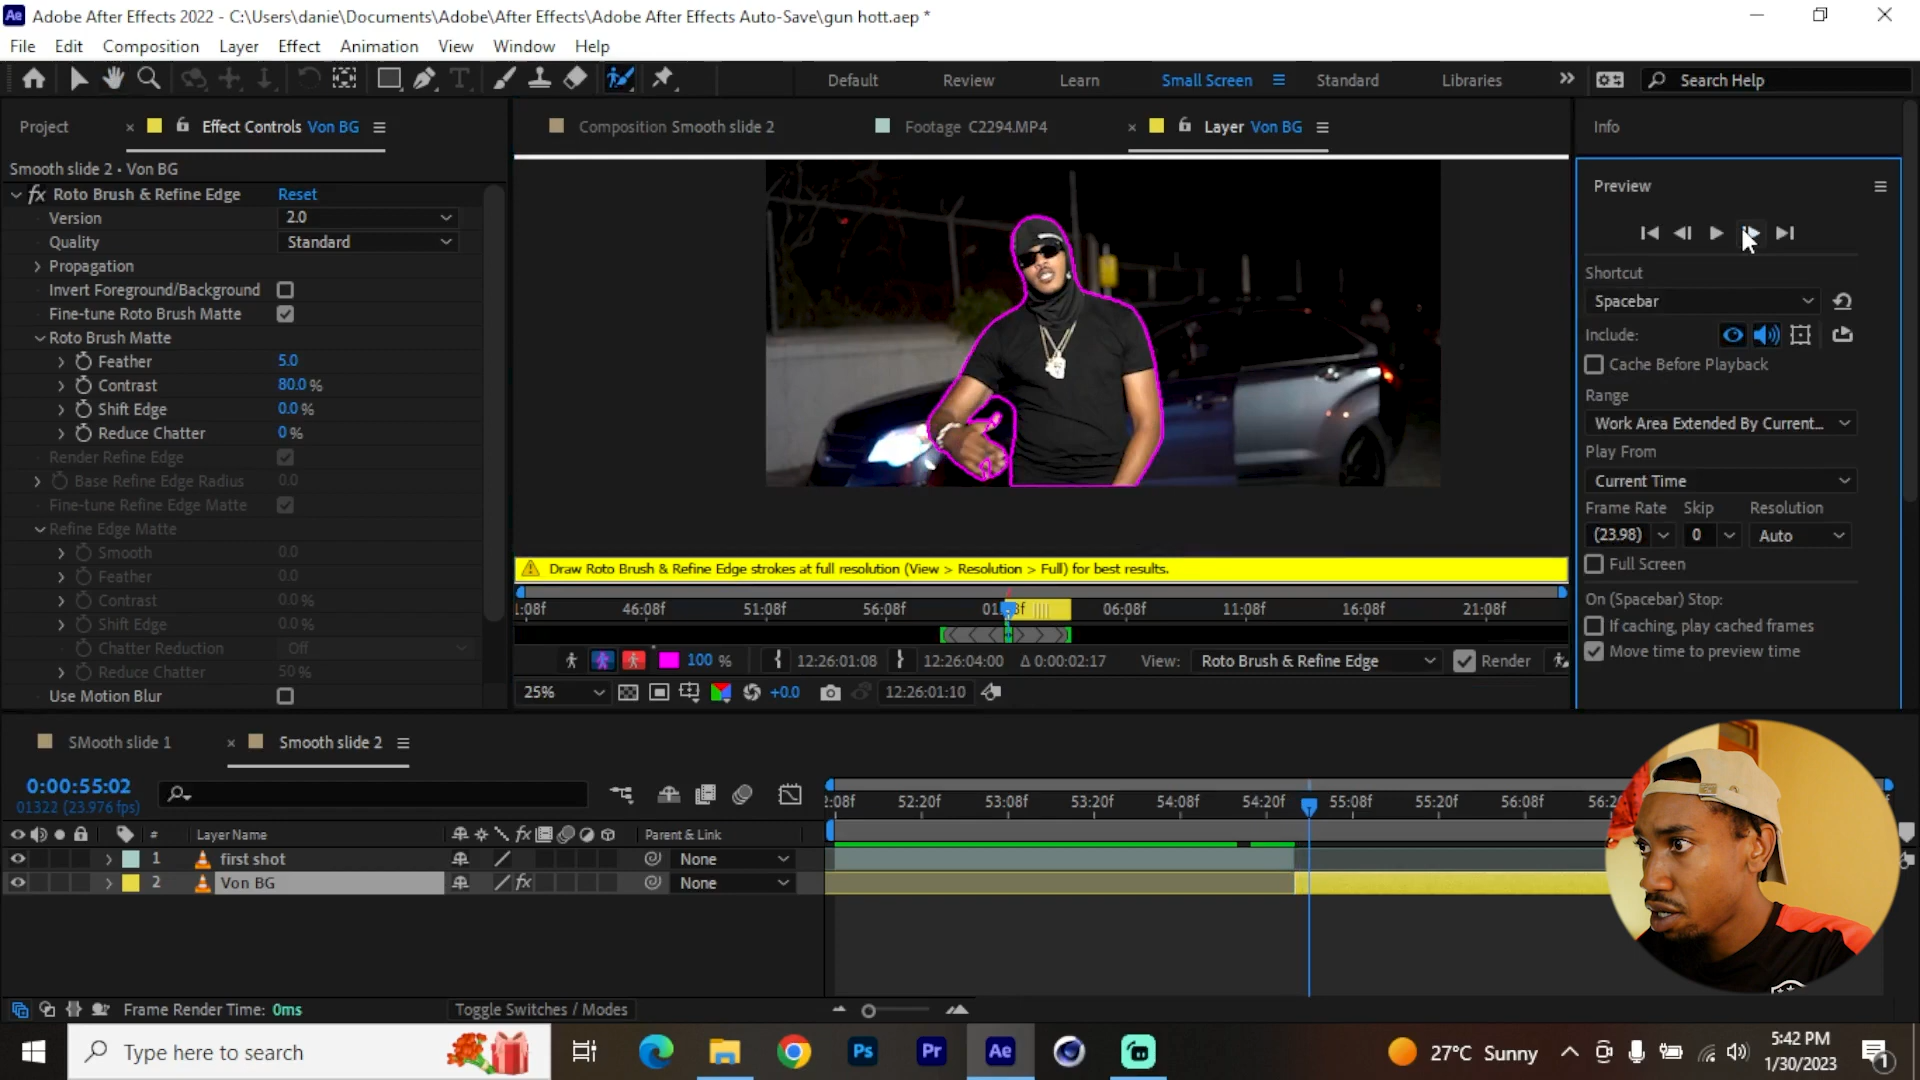 Adobe After Effects 2022 - C:\Users\danie\Documents\Adobe\After Effects\Adobe After Effects Auto-Save\gun hott.aep *
File Edit Composition Layer Effect Animation View Window Help
Default Review Learn Small Screen Standard Libraries Search Help
Project Effect Controls Von BG
Composition Smooth slide 2 Footage C2294.MP4 Layer Von BG
Info
Smooth slide 2 • Von BG
fx Roto Brush & Refine Edge Reset
Version 2.0
Quality Standard
Propagation
Invert Foreground/Background
Fine-tune Roto Brush Matte
Roto Brush Matte
Feather 5.0
Contrast 80.0 %
Shift Edge 0.0 %
Reduce Chatter 0 %
Render Refine Edge
Base Refine Edge Radius 0.0
Fine-tune Refine Edge Matte
Refine Edge Matte
Smooth 0.0
Feather 0.0
Contrast 0.0 %
Shift Edge 0.0 %
Chatter Reduction Off
Reduce Chatter 50 %
Use Motion Blur
Draw Roto Brush & Refine Edge strokes at full resolution (View > Resolution > Full) for best results.
:08f 46:08f 51:08f 56:08f 06:08f 11:08f 16:08f 21:08f
100 % 12:26:01:08 12:26:04:00 Δ 0:00:02:17 View: Roto Brush & Refine Edge Render
25% +0.0 12:26:01:10
Preview
Shortcut
Spacebar
Include:
Cache Before Playback
Range
Work Area Extended By Current...
Play From
Current Time
Frame Rate Skip Resolution
(23.98) 0 Auto
Full Screen
On (Spacebar) Stop:
If caching, play cached frames
Move time to preview time
SMooth slide 1 Smooth slide 2
0:00:55:02
01322 (23.976 fps)
:08f 52:20f 53:08f 53:20f 54:08f 54:20f 55:08f 55:20f 56:08f 56:2
# Layer Name fx Parent & Link
1 first shot None
2 Von BG fx None
Frame Render Time: 0ms Toggle Switches / Modes
Type here to search
Ps Pr Ae
27°C Sunny
5:42 PM
1/30/2023
1